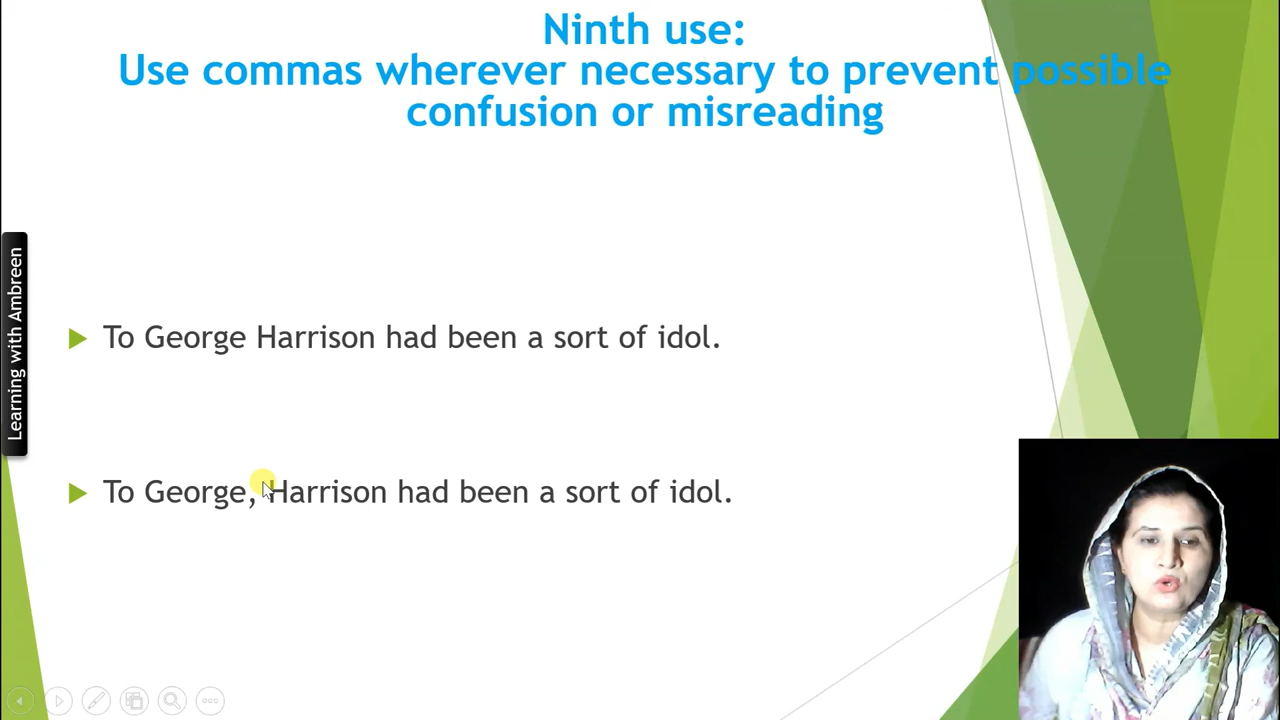 Ninth use:
Use commas wherever necessary to prevent possible
confusion or misreading
To George Harrison had been a sort of idol.
To George, Harrison had been a sort of idol.
Learning with Ambreen